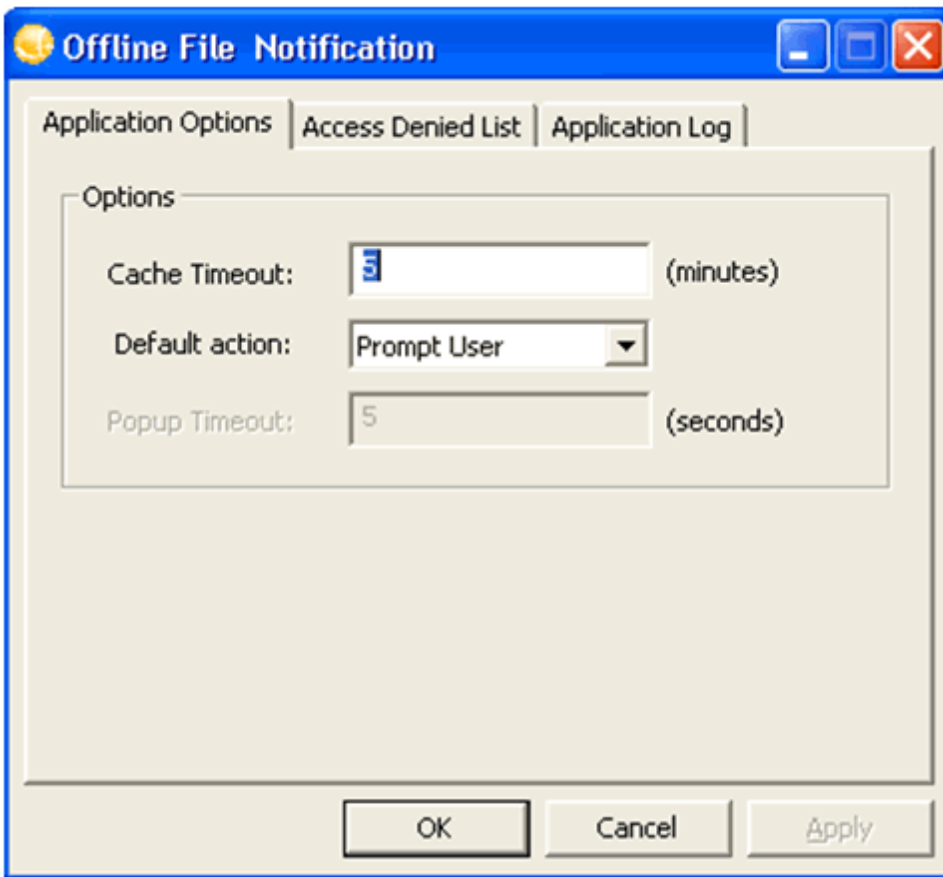 Offline File Notification
Application Options Access Denied List Application Log
Options
Cache Timeout: 5 (minutes)
Default action: Prompt User
Popup Timeout: 5 (seconds)
OK Cancel Apply